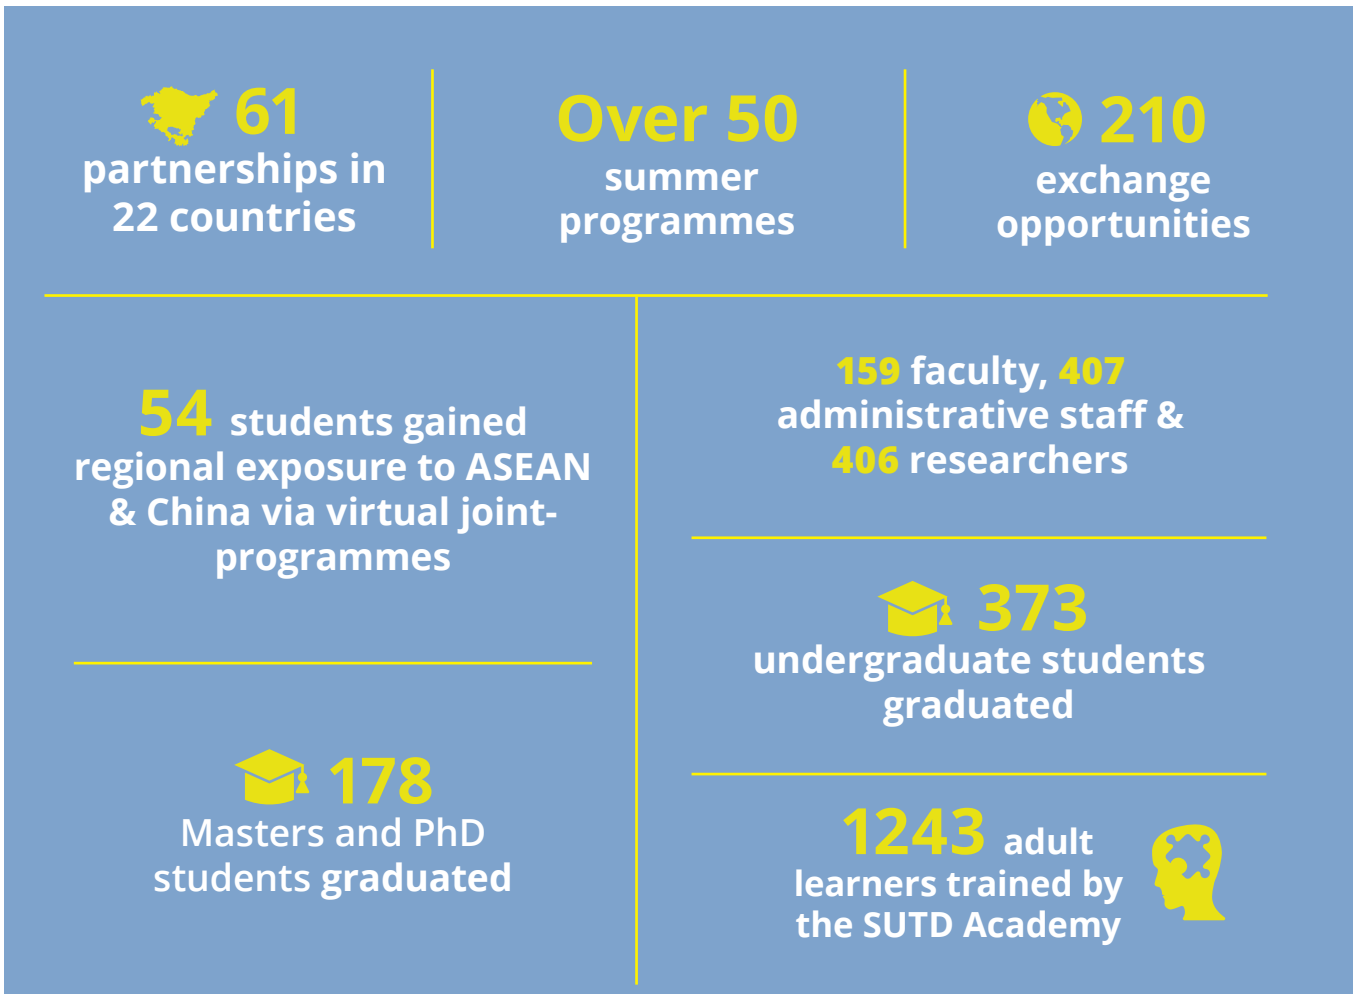 61
partnerships in
22 countries
Over 50
summer
programmes
210
exchange
opportunities
54 students gained
regional exposure to ASEAN
& China via virtual joint-
programmes
178
Masters and PhD
students graduated
159 faculty, 407
administrative staff &
406 researchers
373
undergraduate students
graduated
1243 adult
learners trained by
the SUTD Academy